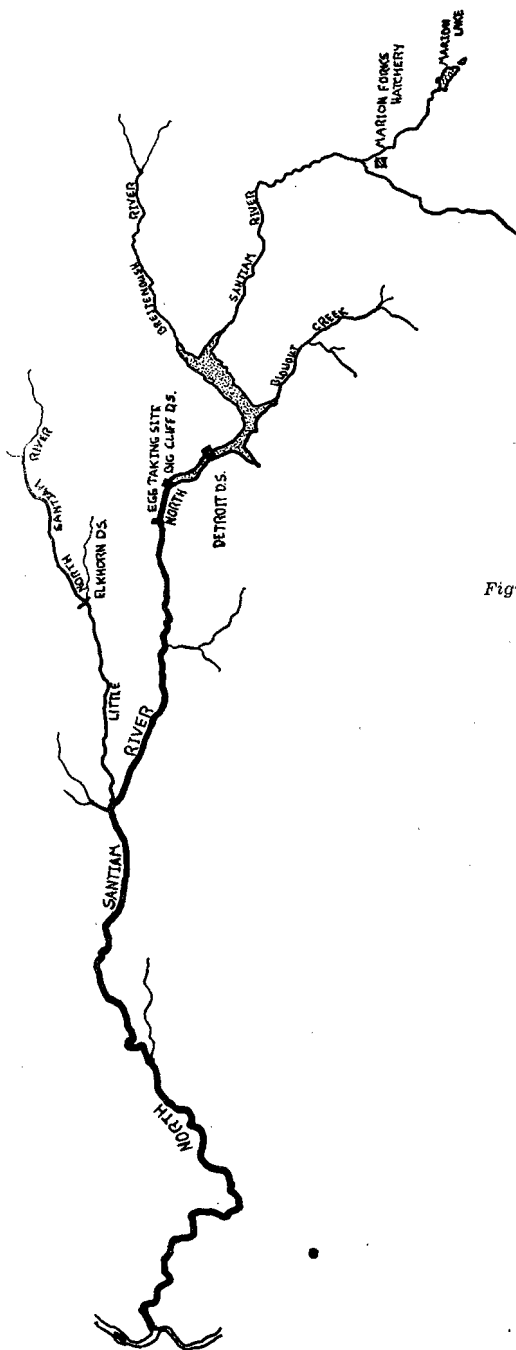 MARION LAKE
MARION FORKS
HATCHERY
BREITENBUSH RIVER
SANTIAM RIVER
BLOWOUT CREEK
LITTLE NORTH SANTIAM RIVER
ELKHORN D.S.
EGG TAKING SITE
BIG CLIFF D.S.
DETROIT D.S.
NORTH
NORTH SANTIAM RIVER
Fig